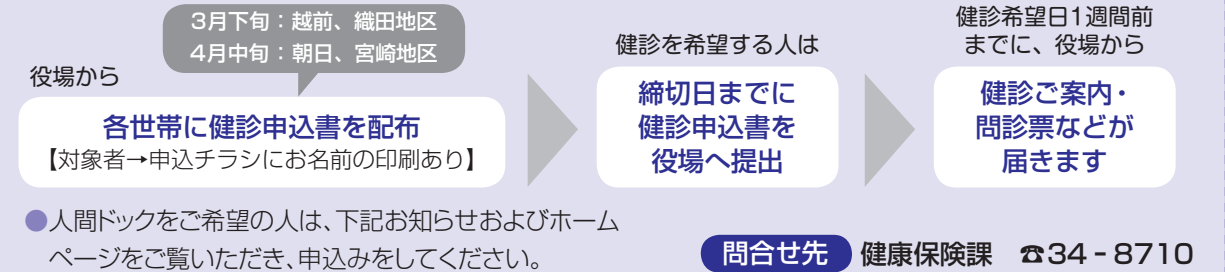 3月下旬：越前、織田地区
4月中旬：朝日、宮崎地区
役場から
各世帯に健診申込書を配布
【対象者→申込チラシにお名前の印刷あり】
健診を希望する人は
締切日までに
健診申込書を
役場へ提出
健診希望日1週間前
までに、役場から
健診ご案内・
問診票などが
届きます
●人間ドックをご希望の人は、下記お知らせおよびホーム
ページをご覧いただき、申込みをしてください。
問合せ先 健康保険課 ☎34-8710